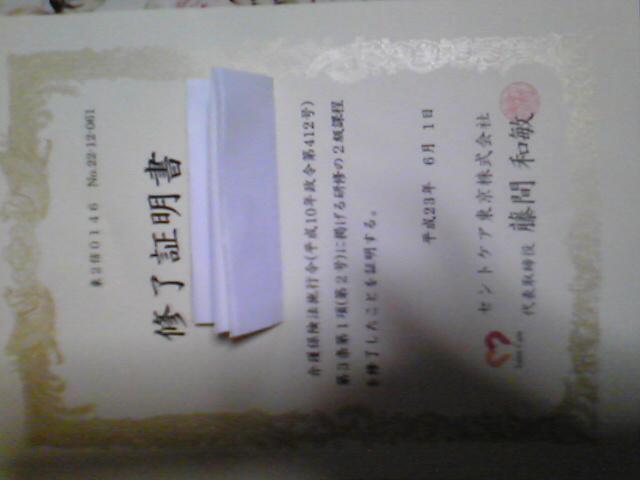 東2信0146 No.22-12-061
修了証明書
介護保険法施行令(平成10年政令第412号)
第3条第1項(第2号)に掲げる研修の2級課程
を修了したことを証明する。
平成23年 6月 1日
セントケア東京株式会社
代表取締役 藤間 和敏